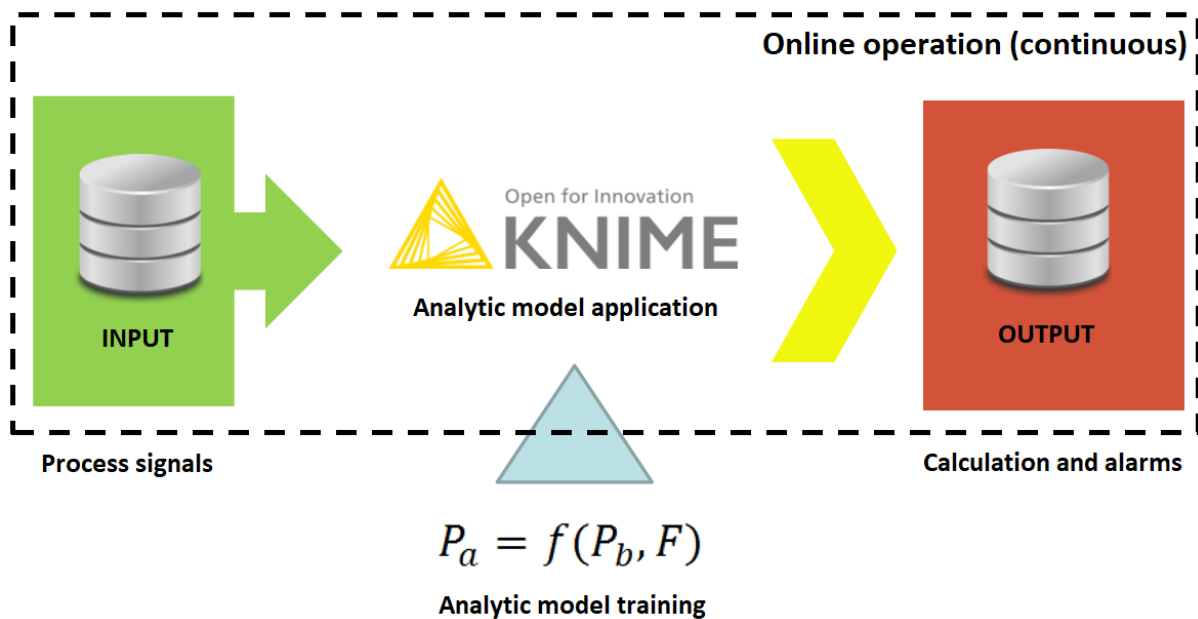 Online operation (continuous)
Open for Innovation
KNIME
Analytic model application
INPUT
OUTPUT
Process signals
Calculation and alarms
P_a = f(P_b, F)
Analytic model training